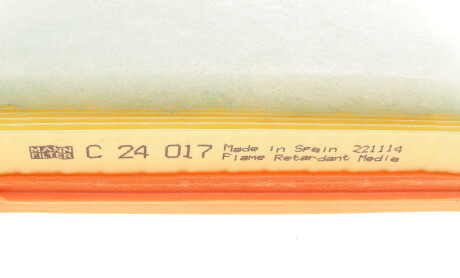 MANN FILTER C 24 017 Made in Spain 221114
Flame Retardant Media